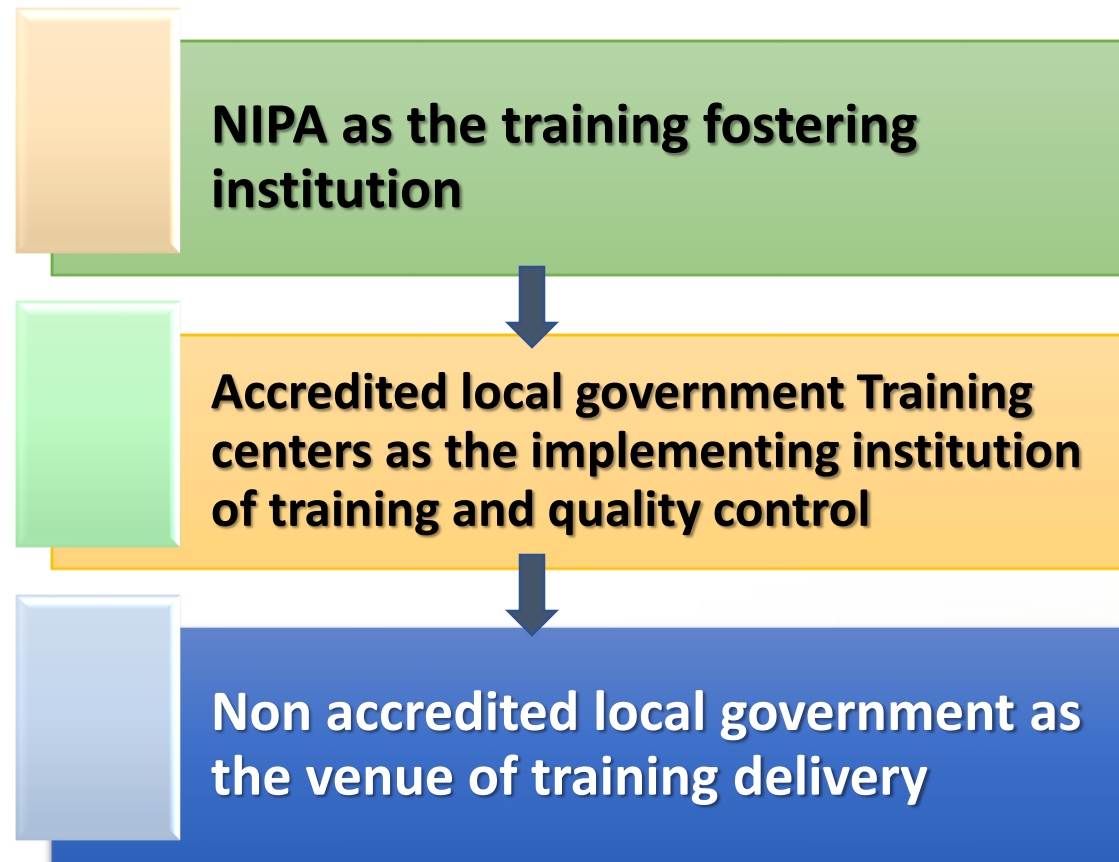 NIPA as the training fostering
institution
Accredited local government Training
centers as the implementing institution
of training and quality control
Non accredited local government as
the venue of training delivery